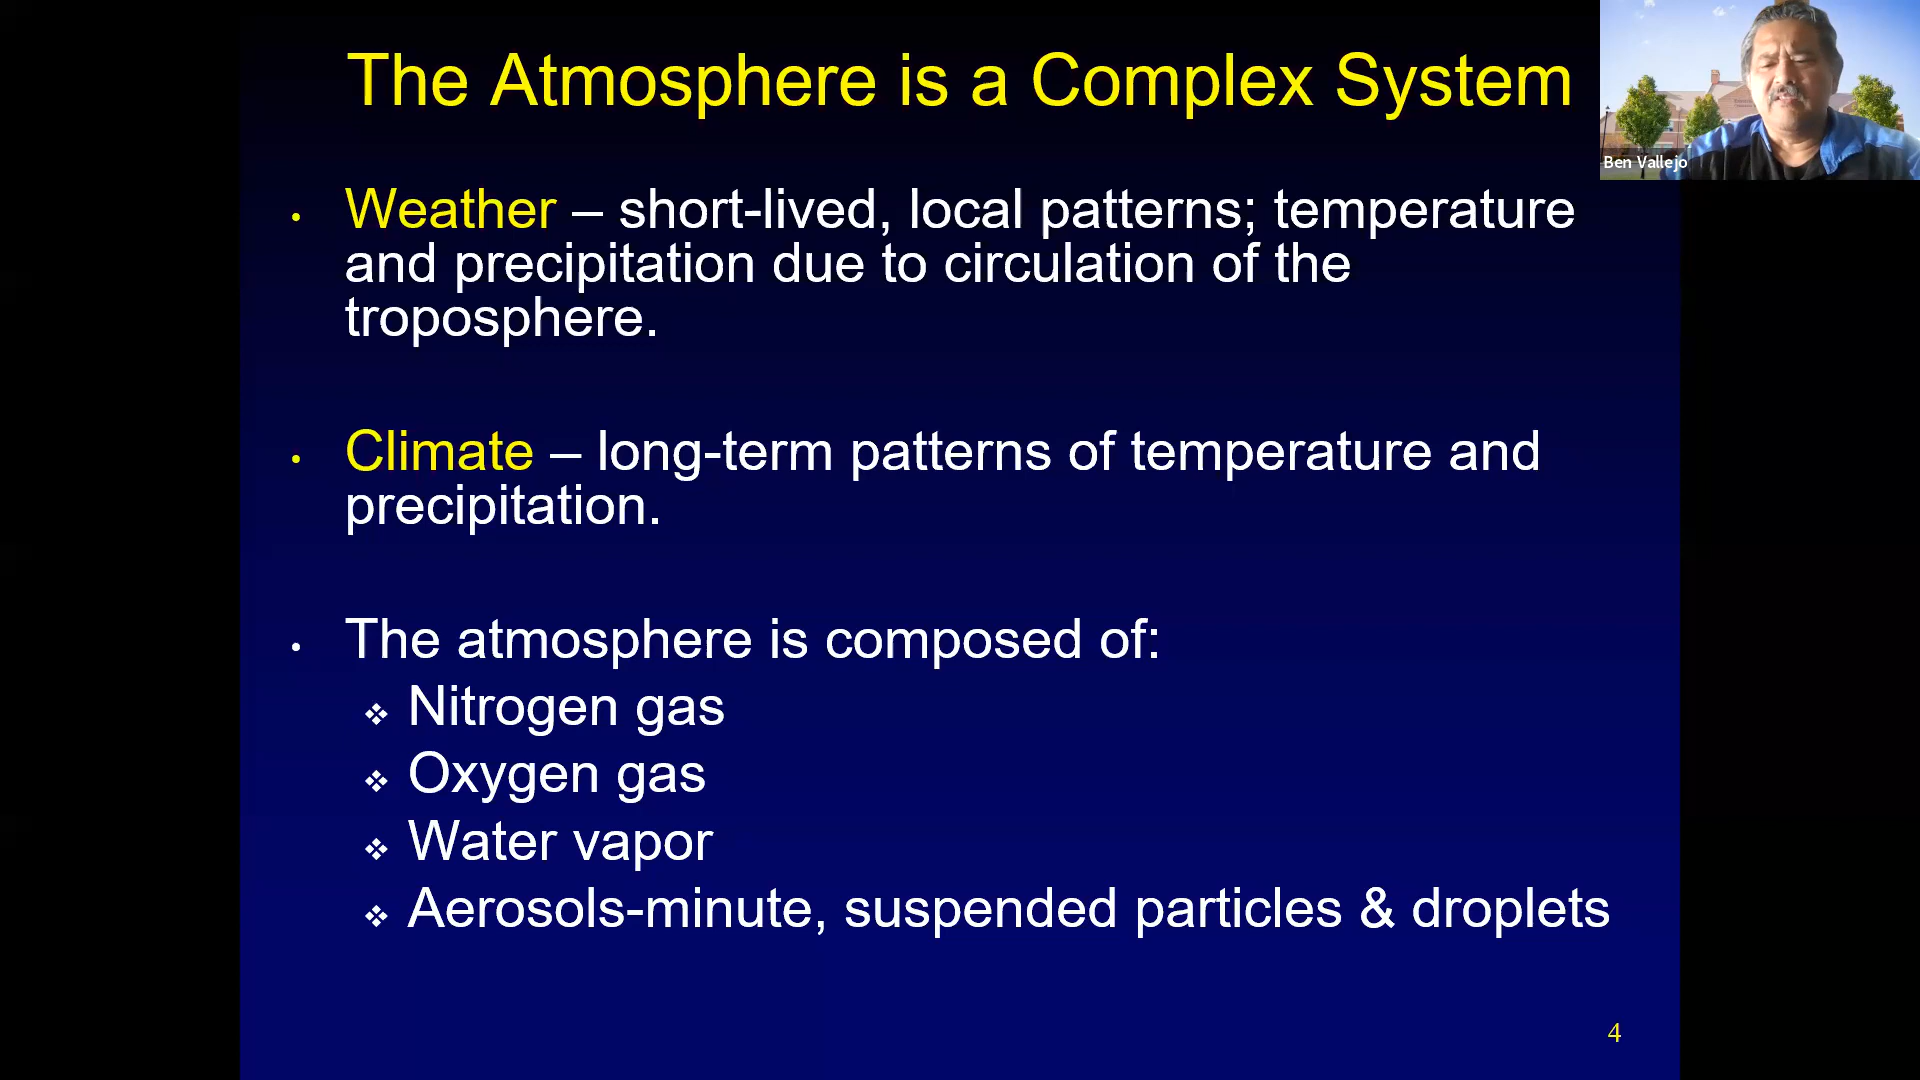 The Atmosphere is a Complex System
Ben Vallejo
• Weather – short-lived, local patterns; temperature
and precipitation due to circulation of the
troposphere.
• Climate – long-term patterns of temperature and
precipitation.
• The atmosphere is composed of:
❖ Nitrogen gas
❖ Oxygen gas
❖ Water vapor
❖ Aerosols-minute, suspended particles & droplets
4